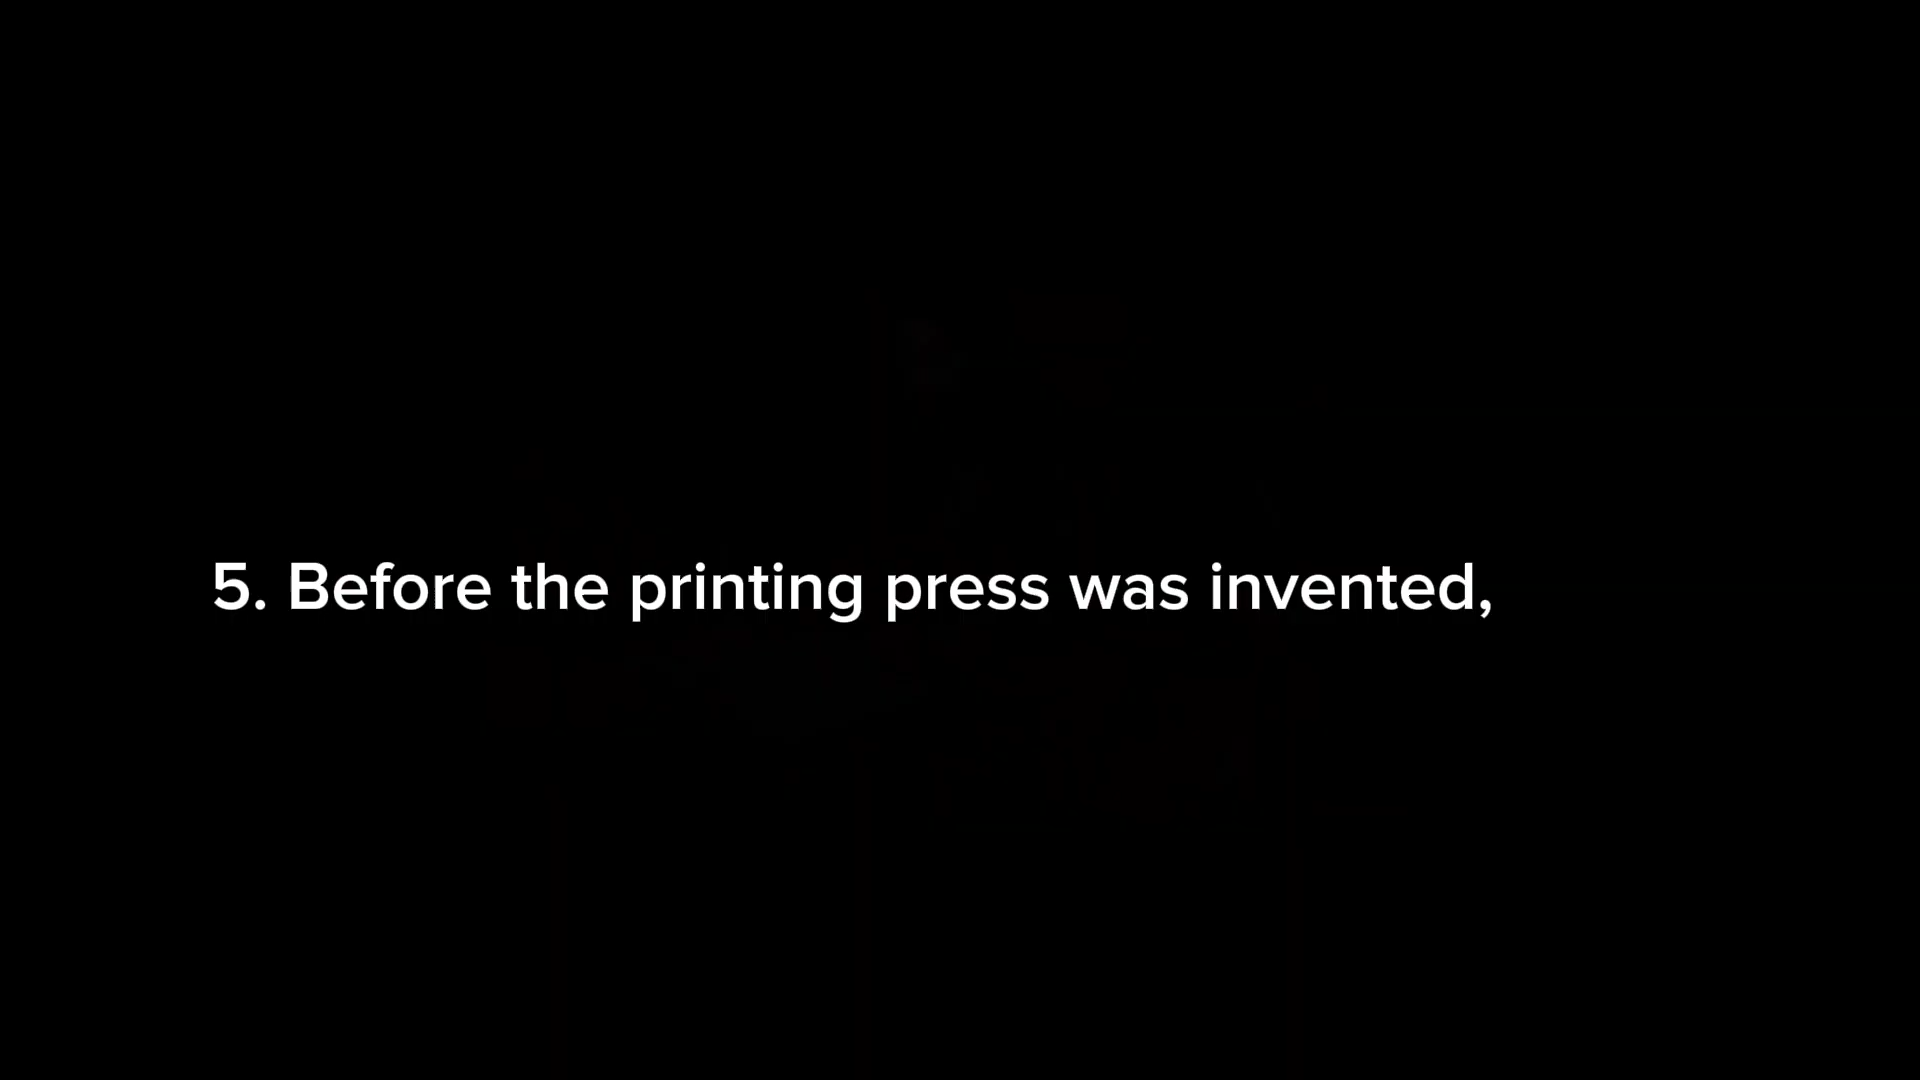 5. Before the printing press was invented,